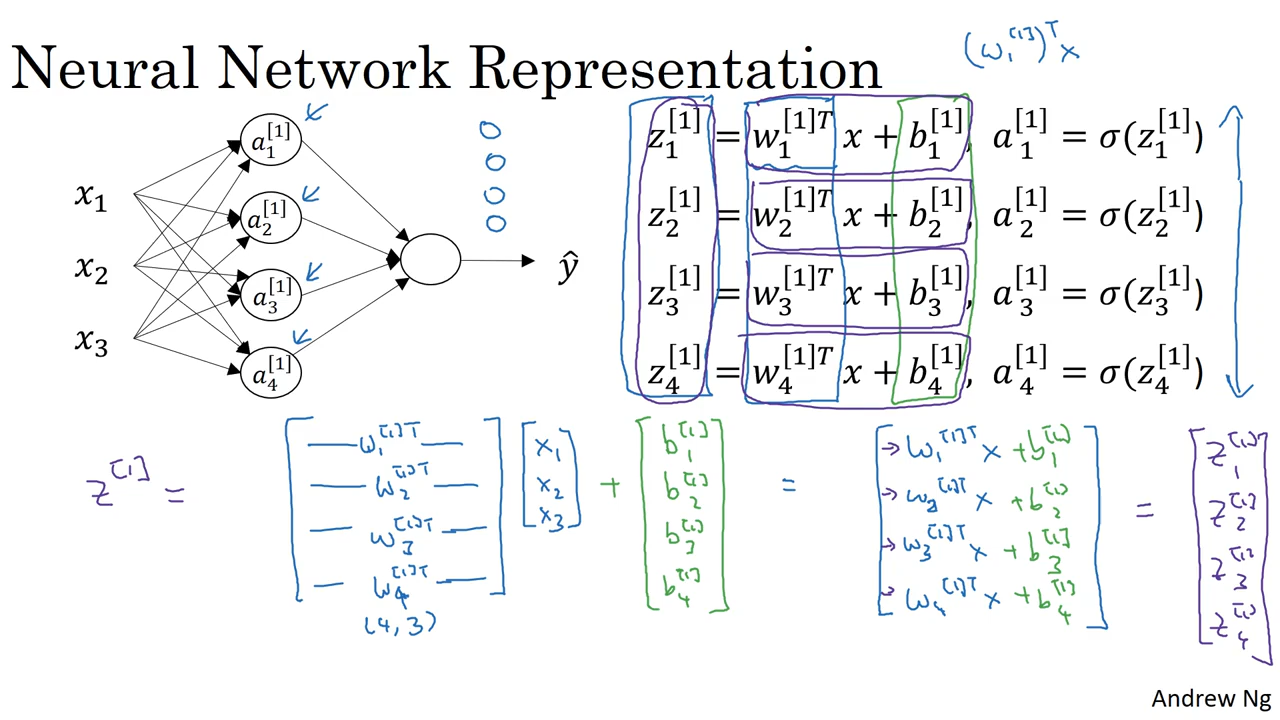 Neural Network Representation
(w₁^[1])^T x
x₁
x₂
x₃
a₁^[1]
a₂^[1]
a₃^[1]
a₄^[1]
ŷ
z₁^[1] = w₁^[1]T x + b₁^[1], a₁^[1] = σ(z₁^[1])
z₂^[1] = w₂^[1]T x + b₂^[1], a₂^[1] = σ(z₂^[1])
z₃^[1] = w₃^[1]T x + b₃^[1], a₃^[1] = σ(z₃^[1])
z₄^[1] = w₄^[1]T x + b₄^[1], a₄^[1] = σ(z₄^[1])
z^[1] =
w₁^[1]T
w₂^[1]T
w₃^[1]T
w₄^[1]T
(4,3)
x₁
x₂
x₃
+
b₁^[1]
b₂^[1]
b₃^[1]
b₄^[1]
=
w₁^[1]T x + b₁^[1]
w₂^[1]T x + b₂^[1]
w₃^[1]T x + b₃^[1]
w₄^[1]T x + b₄^[1]
=
z₁^[1]
z₂^[1]
z₃^[1]
z₄^[1]
Andrew Ng